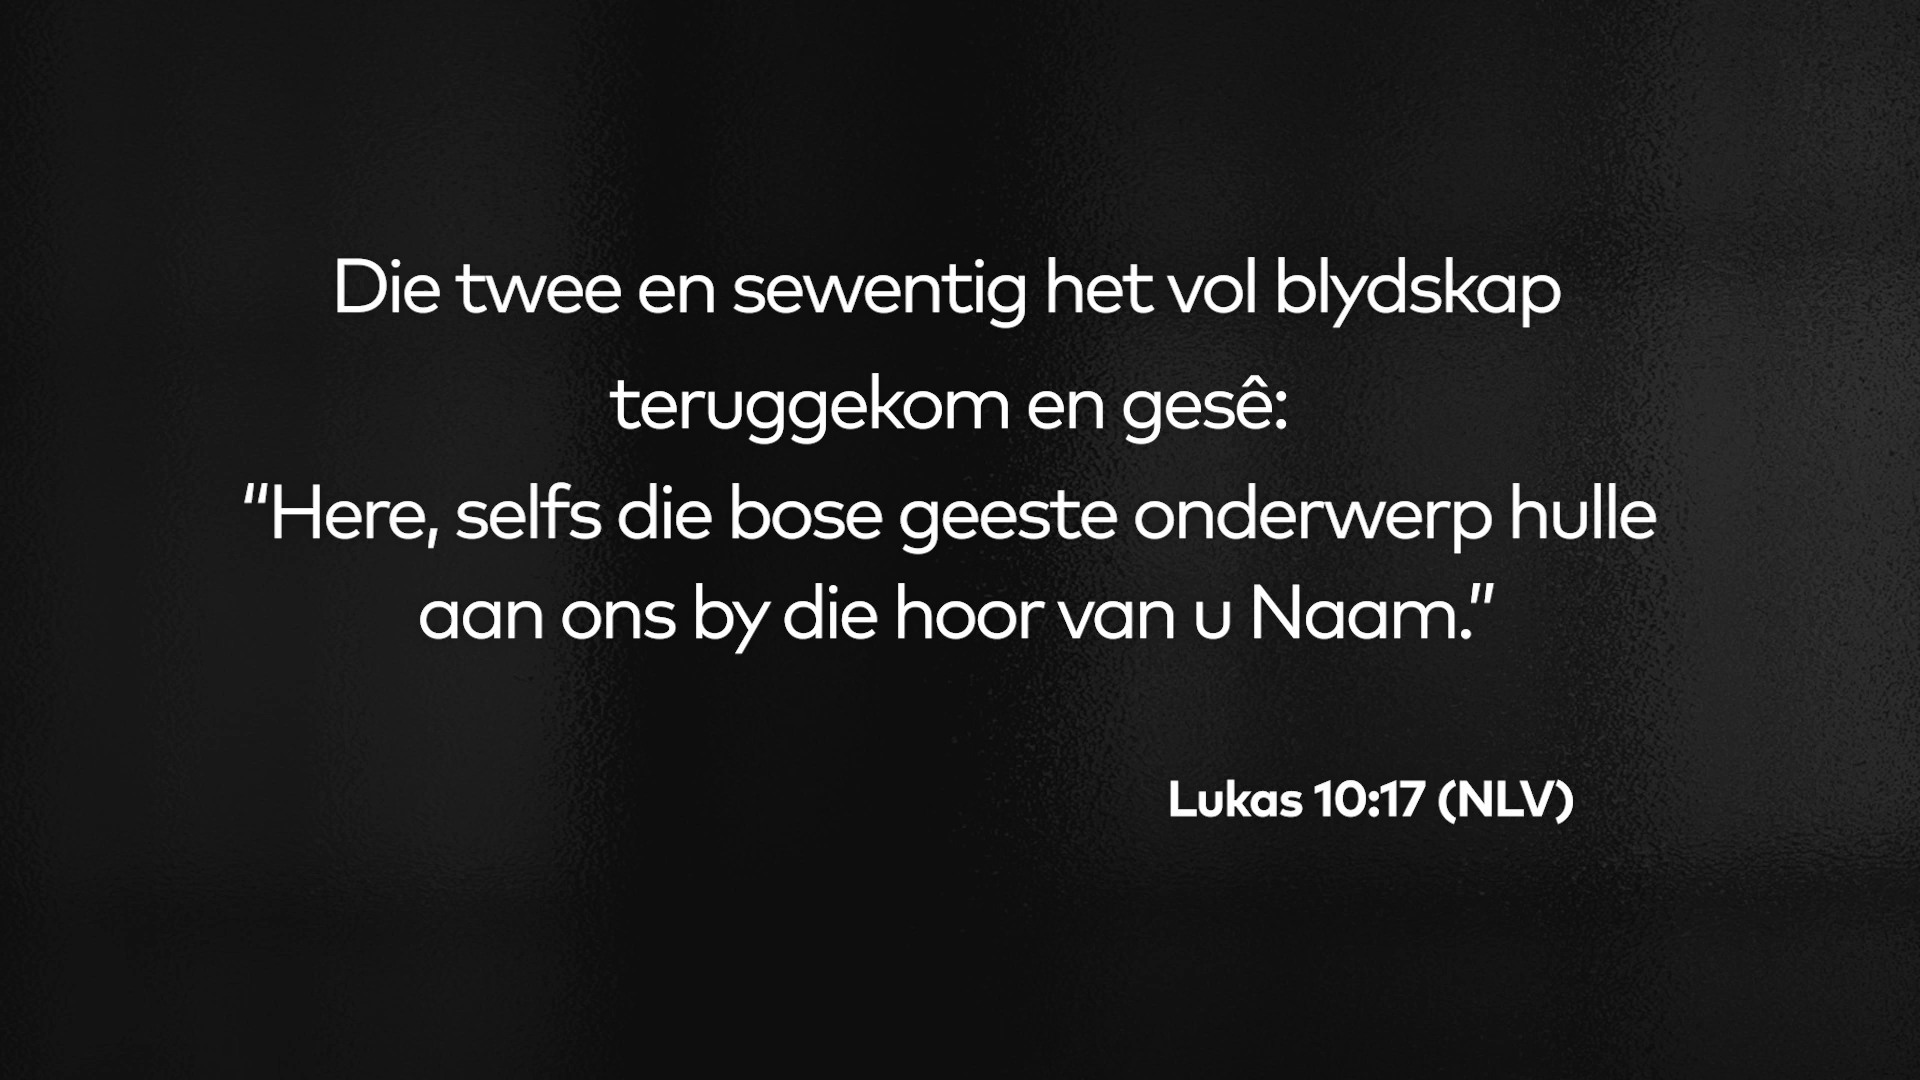 Die twee en sewentig het vol blydskap
teruggekom en gesê:
“Here, selfs die bose geeste onderwerp hulle
aan ons by die hoor van u Naam.”
Lukas 10:17 (NLV)